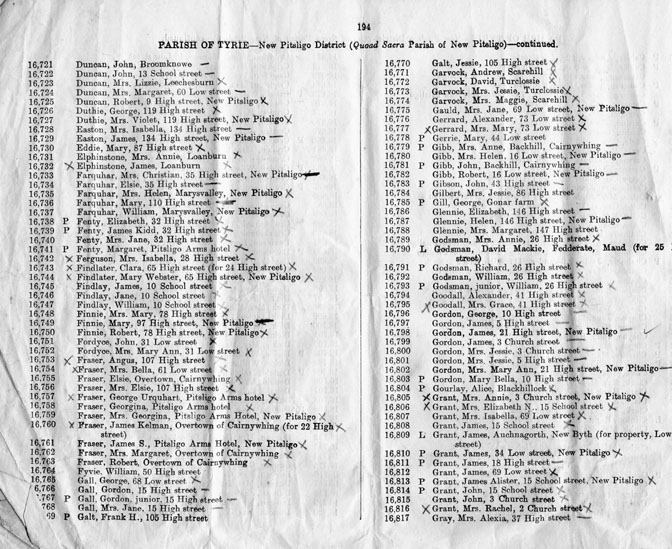 194
PARISH OF TYRIE—New Pitsligo District (Quoad Sacra Parish of New Pitsligo)—continued.
16,721 Duncan, John, Broomknowe
16,722 Duncan, John, 13 School street
16,723 Duncan, Mrs. Lizzie, Leechesburn
16,724 Duncan, Mrs. Margaret, 60 Low street
16,725 Duncan, Robert, 9 High street, New Pitsligo
16,726 Duthie, George, 119 High street
16,727 Duthie, Mrs. Violet, 119 High street, New Pitsligo
16,728 Easton, Mrs. Isabella, 134 High street
16,729 Easton, James, 134 High street, New Pitsligo
16,730 Eddie, Mary, 87 High street
16,731 Elphinstone, Mrs. Annie, Loanburn
16,732 Elphinstone, James, Loanburn
16,733 Farquhar, Mrs. Christian, 35 High street, New Pitsligo
16,734 Farquhar, Elsie, 35 High street
16,735 Farquhar, Mrs. Helen, Marysvalley, New Pitsligo
16,736 Farquhar, Mary, 110 High street
16,737 Farquhar, William, Marysvalley, New Pitsligo
16,738 P Fenty, Elizabeth, 32 High street
16,739 P Fenty, James Kidd, 32 High street
16,740 Fenty, Mrs. Jane, 32 High street
16,741 P Fenty, Margaret, Pitsligo Arms hotel
16,742 Ferguson, Mrs. Isabella, 28 High street
16,743 Findlater, Clara, 65 High street (for 24 High street)
16,744 Findlater, Mary Webster, 65 High street, New Pitsligo
16,745 Findlay, James, 10 School street
16,746 Findlay, Jane, 10 School street
16,747 Findlay, William, 10 School street
16,748 Finnie, Mrs. Mary, 78 High street
16,749 Finnie, Mary, 97 High street, New Pitsligo
16,750 Finnie, Robert, 78 High street, New Pitsligo
16,751 Fordyce, John, 31 Low street
16,752 Fordyce, Mrs. Mary Ann, 31 Low street
16,753 Fraser, Angus, 107 High street
16,754 Fraser, Mrs. Bella, 61 Low street
16,755 Fraser, Elsie, Overtown, Cairnywhing
16,756 Fraser, Mrs. Elsie, 107 High street
16,757 Fraser, George Urquhart, Pitsligo Arms hotel
16,758 Fraser, Georgina, Pitsligo Arms hotel
16,759 Fraser, Mrs. Georgina, Pitsligo Arms Hotel, New Pitsligo
16,760 Fraser, James Kelman, Overtown of Cairnywhing (for 22 High
street)
16,761 Fraser, James S., Pitsligo Arms Hotel, New Pitsligo
16,762 Fraser, Mrs. Margaret, Overtown of Cairnywhing
16,763 Fraser, Robert, Overtown of Cairnywhing
16,764 Fyvie, William, 50 High street
16,765 Gall, George, 68 Low street
16,766 Gall, Gordon, 15 High street
,767 P Gall, Gordon, junior, 15 High street
768 Gall, Mrs. Jane, 15 High street
69 P Galt, Frank H., 105 High street
16,770 Galt, Jessie, 105 High street
16,771 Garvock, Andrew, Scarehill
16,772 Garvock, David, Turclossie
16,773 Garvock, Mrs. Jessie, Turclossie
16,774 Garvock, Mrs. Maggie, Scarehill
16,775 Gauld, Mrs. Jane, 69 Low street, New Pitsligo
16,776 Gerrard, Alexander, 73 Low street
16,777 Gerrard, Mrs. Mary, 73 Low street
16,778 P Gerrie, Mary, 44 Low street
16,779 P Gibb, Mrs. Anne, Backhill, Cairnywhing
16,780 Gibb, Mrs. Helen, 16 Low street, New Pitsligo
16,781 P Gibb, John, Backhill, Cairnywhing
16,782 Gibb, Robert, 16 Low street, New Pitsligo
16,783 P Gibson, John, 43 High street
16,784 Gilbert, Mrs. Jessie, 86 High street
16,785 P Gill, George, Gonar farm
16,786 Glennie, Elizabeth, 146 High street
16,787 Glennie, Helen, 146 High street, New Pitsligo
16,788 Glennie, Mrs. Margaret, 147 High street
16,789 Godsman, Mrs. Annie, 26 High street
16,790 L Godsman, David Mackie, Fedderate, Maud (for 25
street)
16,791 P Godsman, Richard, 26 High street
16,792 Godsman, William, 26 High street
16,793 P Godsman, junior, William, 26 High street
16,794 Goodall, Alexander, 41 High street
16,795 Goodall, Mrs. Grace, 41 High street
16,796 Gordon, George, 10 High street
16,797 Gordon, James, 5 High street
16,798 Gordon, James, 21 High street, New Pitsligo
16,799 Gordon, James, 3 Church street
16,800 Gordon, Mrs. Jessie, 3 Church street
16,801 Gordon, Mrs. Jessie, 5 High street
16,802 Gordon, Mrs. Mary Ann, 21 High street, New Pitsligo
16,803 P Gordon, Mary Bella, 10 High street
16,804 P Gourlay, Alice, Blackhillock
16,805 Grant, Mrs. Annie, 3 Church street, New Pitsligo
16,806 Grant, Mrs. Elizabeth N., 15 School street
16,807 Grant, Mrs. Isabella, 69 Low street
16,808 Grant, James, 15 School street
16,809 L Grant, James, Auchnagorth, New Byth (for property, Low
street)
16,810 P Grant, James, 34 Low street, New Pitsligo
16,811 P Grant, James, 18 High street
16,812 Grant, James, 69 Low street
16,813 P Grant, James Alister, 15 School street, New Pitsligo
16,814 P Grant, John, 15 School street
16,815 Grant, John, 3 Church street
16,816 Grant, Mrs. Rachel, 2 Church street
16,817 Gray, Mrs. Alexia, 37 High street